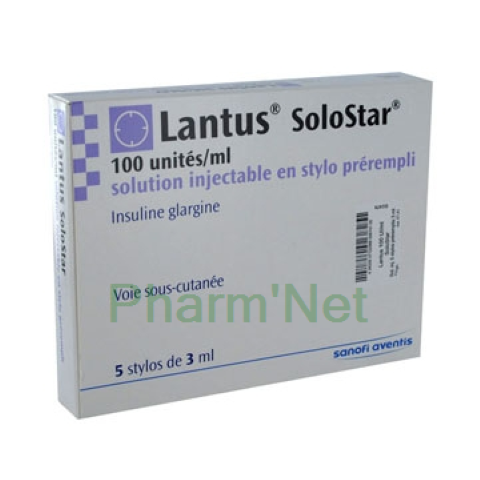 Lantus® SoloStar®
100 unités/ml
solution injectable en stylo prérempli
Insuline glargine
Voie sous-cutanée
Pharm'Net
5 stylos de 3 ml
sanofi aventis
Lantus SoloStar